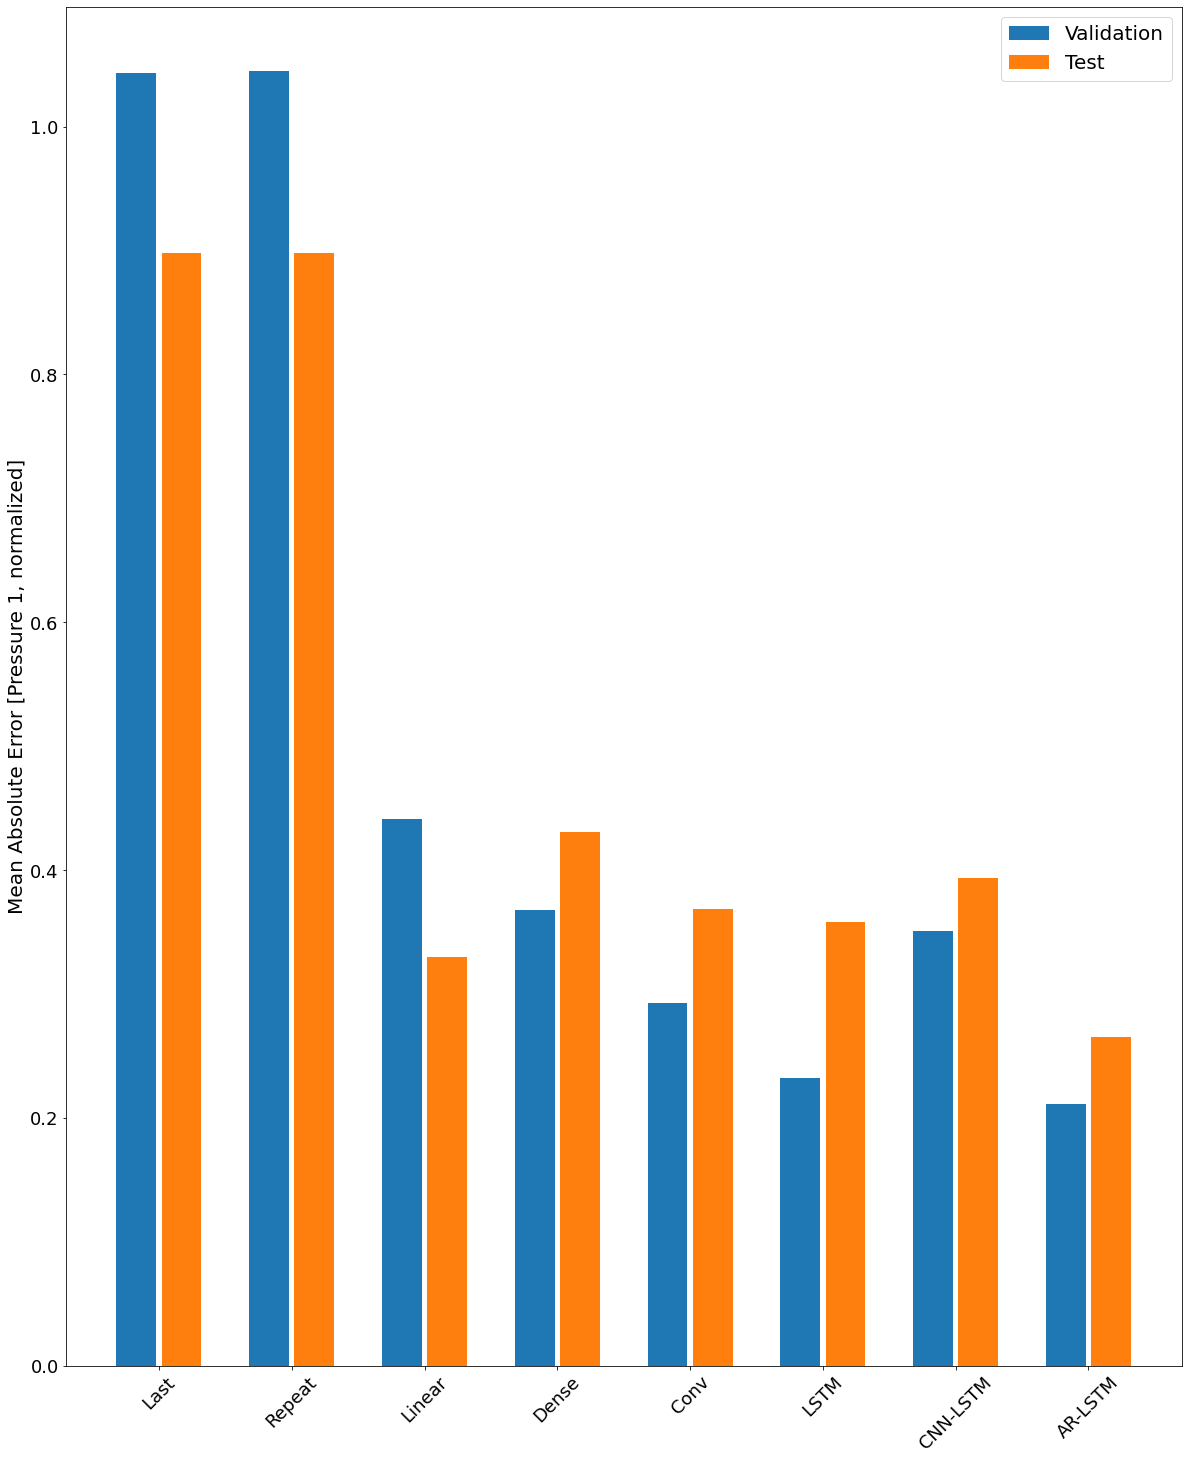 Validation
Test
Mean Absolute Error [Pressure 1, normalized]
1.0
0.8
0.6
0.4
0.2
0.0
Last
Repeat
Linear
Dense
Conv
LSTM
CNN-LSTM
AR-LSTM